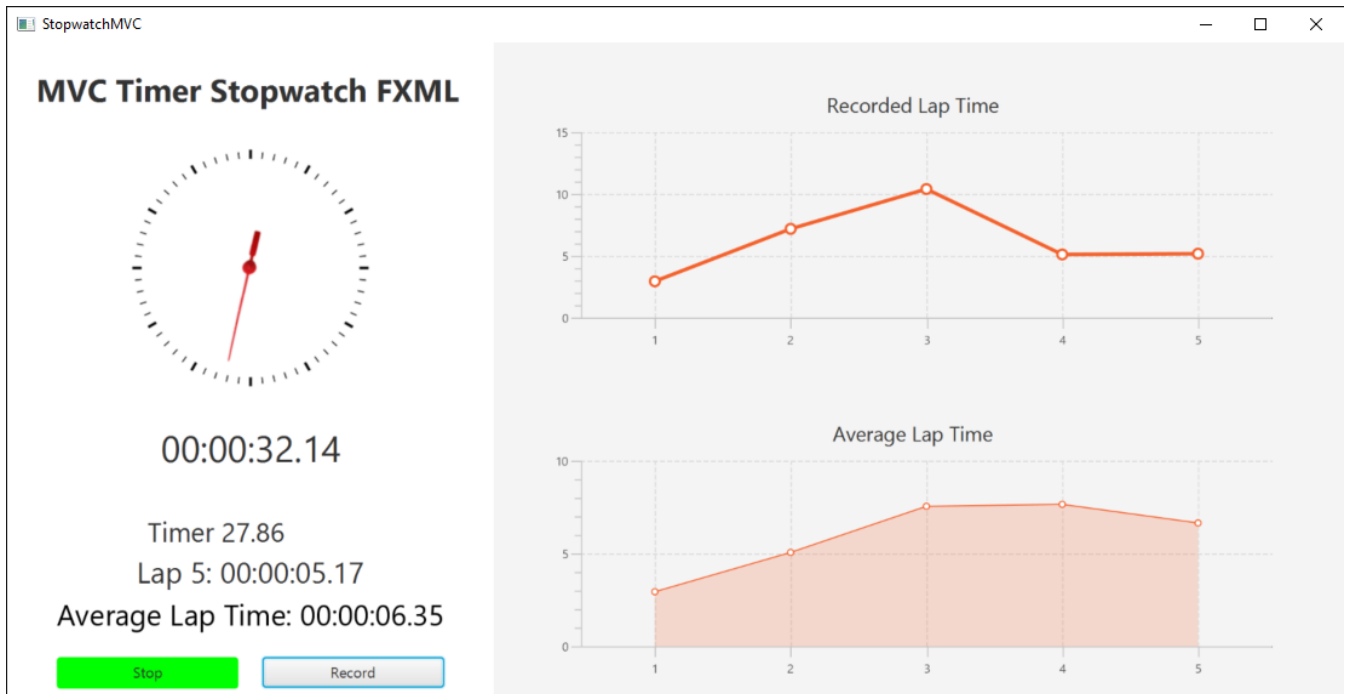 StopwatchMVC
MVC Timer Stopwatch FXML
00:00:32.14
Timer 27.86
Lap 5: 00:00:05.17
Average Lap Time: 00:00:06.35
Stop Record
Recorded Lap Time
15
10
5
0
1 2 3 4 5
Average Lap Time
10
5
0
1 2 3 4 5